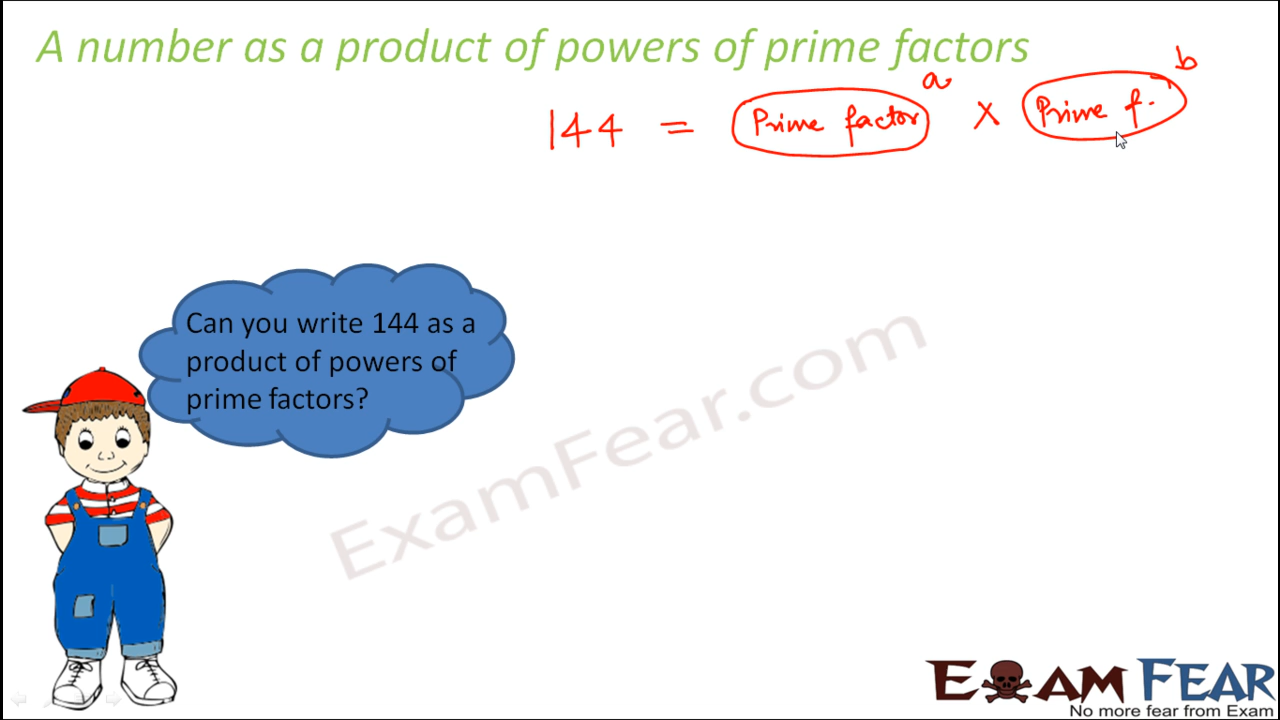 A number as a product of powers of prime factors
144 = Prime factor^a × Prime f.^b
Can you write 144 as a
product of powers of
prime factors?
ExamFear.com
EXAM FEAR
No more fear from Exam